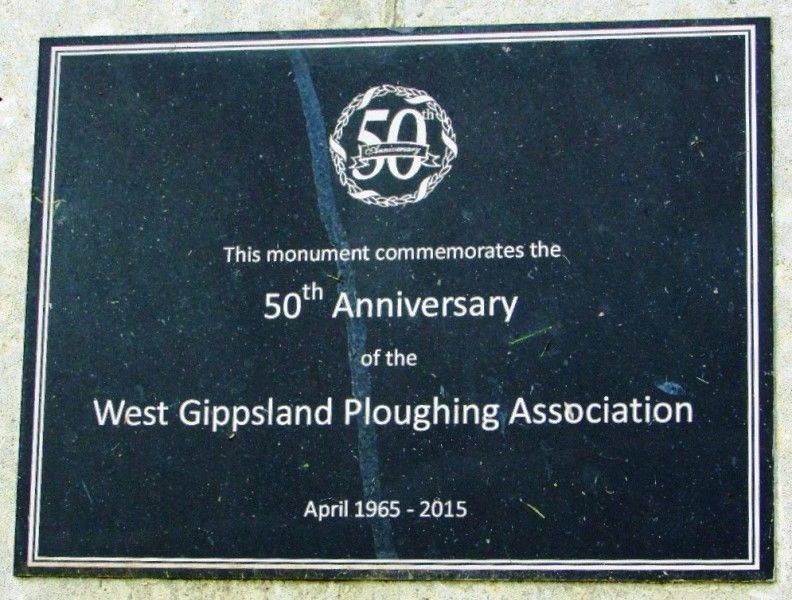 50th
Anniversary
This monument commemorates the
50th Anniversary
of the
West Gippsland Ploughing Association
April 1965 - 2015